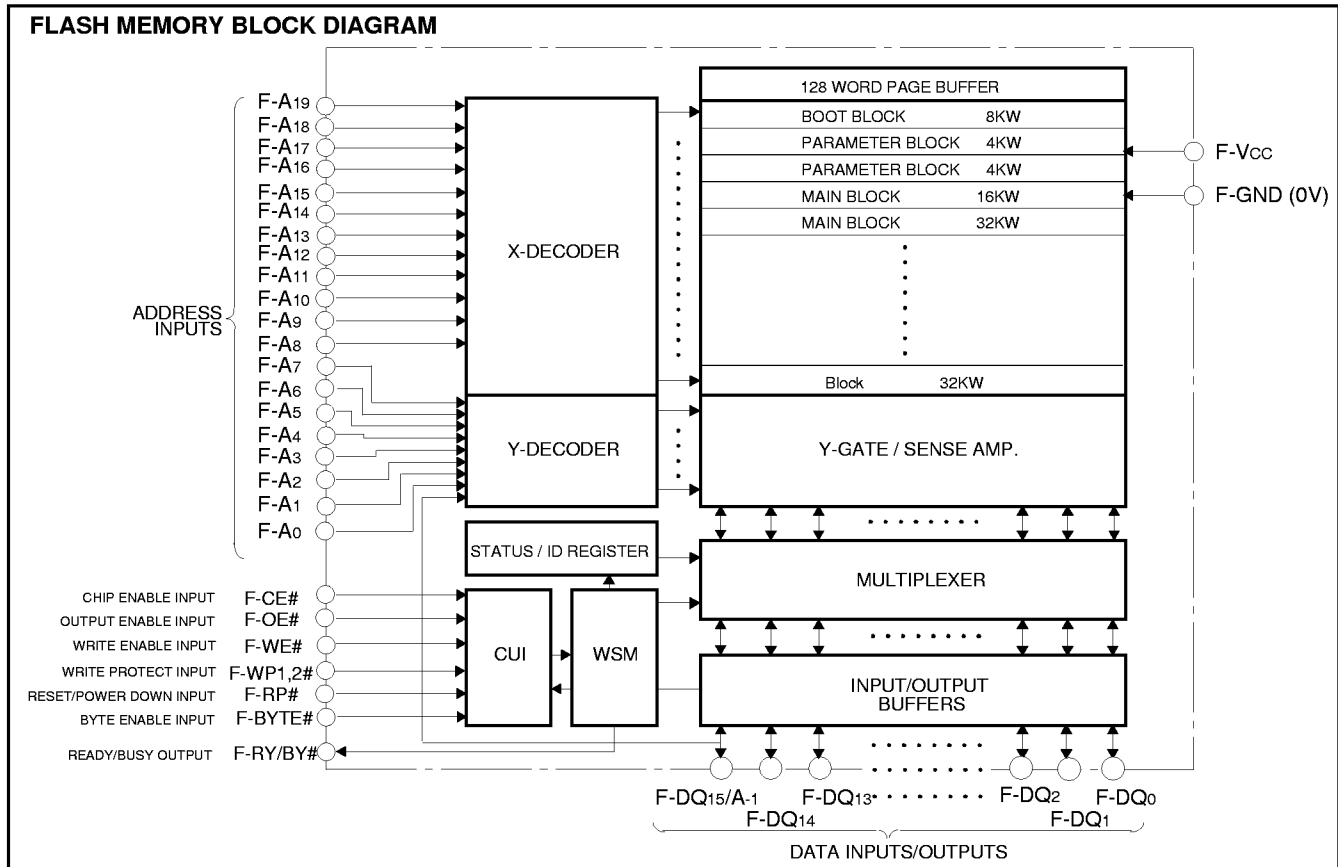 FLASH MEMORY BLOCK DIAGRAM
128 WORD PAGE BUFFER
BOOT BLOCK 8KW
PARAMETER BLOCK 4KW
PARAMETER BLOCK 4KW
MAIN BLOCK 16KW
MAIN BLOCK 32KW
Block 32KW
F-VCC
F-GND (0V)
ADDRESS
INPUTS
F-A19
F-A18
F-A17
F-A16
F-A15
F-A14
F-A13
F-A12
F-A11
F-A10
F-A9
F-A8
F-A7
F-A6
F-A5
F-A4
F-A3
F-A2
F-A1
F-A0
X-DECODER
Y-DECODER
Y-GATE / SENSE AMP.
STATUS / ID REGISTER
MULTIPLEXER
CHIP ENABLE INPUT F-CE#
OUTPUT ENABLE INPUT F-OE#
WRITE ENABLE INPUT F-WE#
WRITE PROTECT INPUT F-WP1,2#
RESET/POWER DOWN INPUT F-RP#
BYTE ENABLE INPUT F-BYTE#
READY/BUSY OUTPUT F-RY/BY#
CUI
WSM
INPUT/OUTPUT
BUFFERS
F-DQ15/A-1 F-DQ13 F-DQ2 F-DQ0
F-DQ14 F-DQ1
DATA INPUTS/OUTPUTS